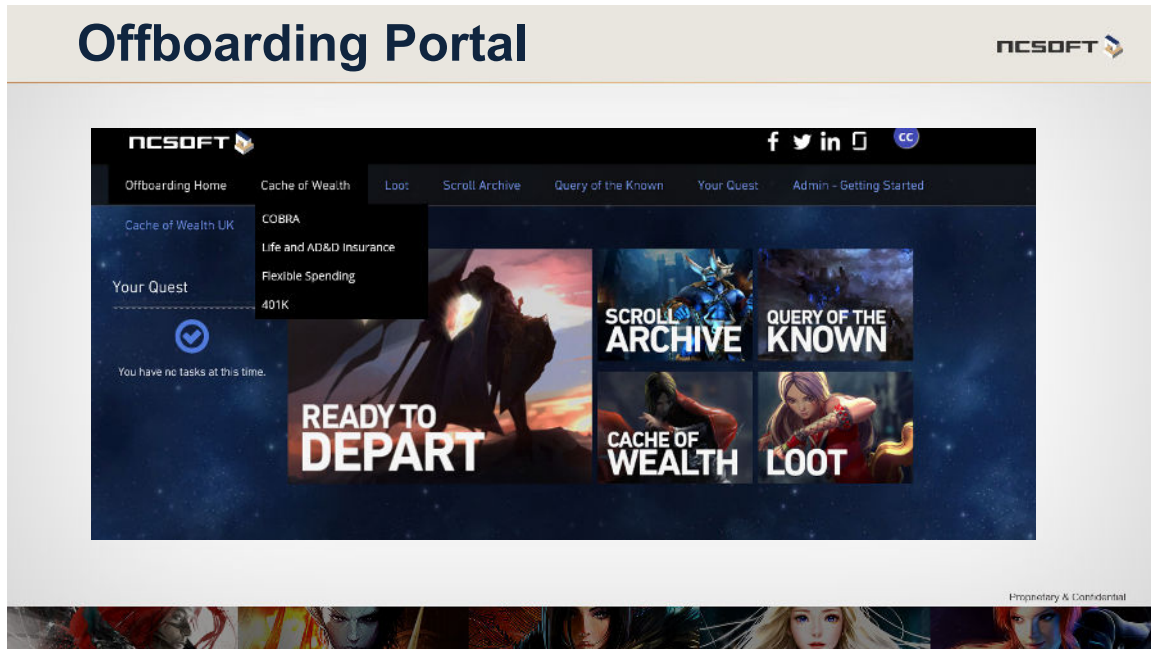 Offboarding Portal
NCSOFT
NCSOFT
f in CC
Offboarding Home Cache of Wealth Loot Scroll Archive Query of the Known Your Quest Admin - Getting Started
Cache of Wealth UK
COBRA
Life and AD&D Insurance
Flexible Spending
401K
Your Quest
You have no tasks at this time.
READY TO
DEPART
SCROLL
ARCHIVE
QUERY OF THE
KNOWN
CACHE OF
WEALTH
LOOT
Proprietary & Confidential